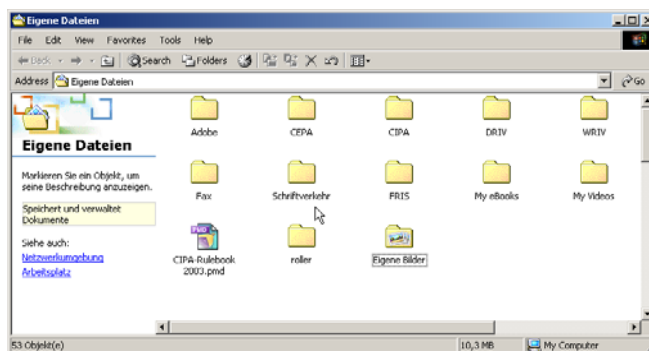 Eigene Dateien
File Edit View Favorites Tools Help
Back Search Folders
Address Eigene Dateien Go
Eigene Dateien
Markieren Sie ein Objekt, um
seine Beschreibung anzuzeigen.
Speichert und verwaltet
Dokumente
Siehe auch:
Netzwerkumgebung
Arbeitsplatz
Adobe CEPA CIPA DRIV WRIV
Fax Schriftverkehr FRIS My eBooks My Videos
CIPA-Rulebook
2003.pmd
roller Eigene Bilder
53 Objekt(e) 10,3 MB My Computer